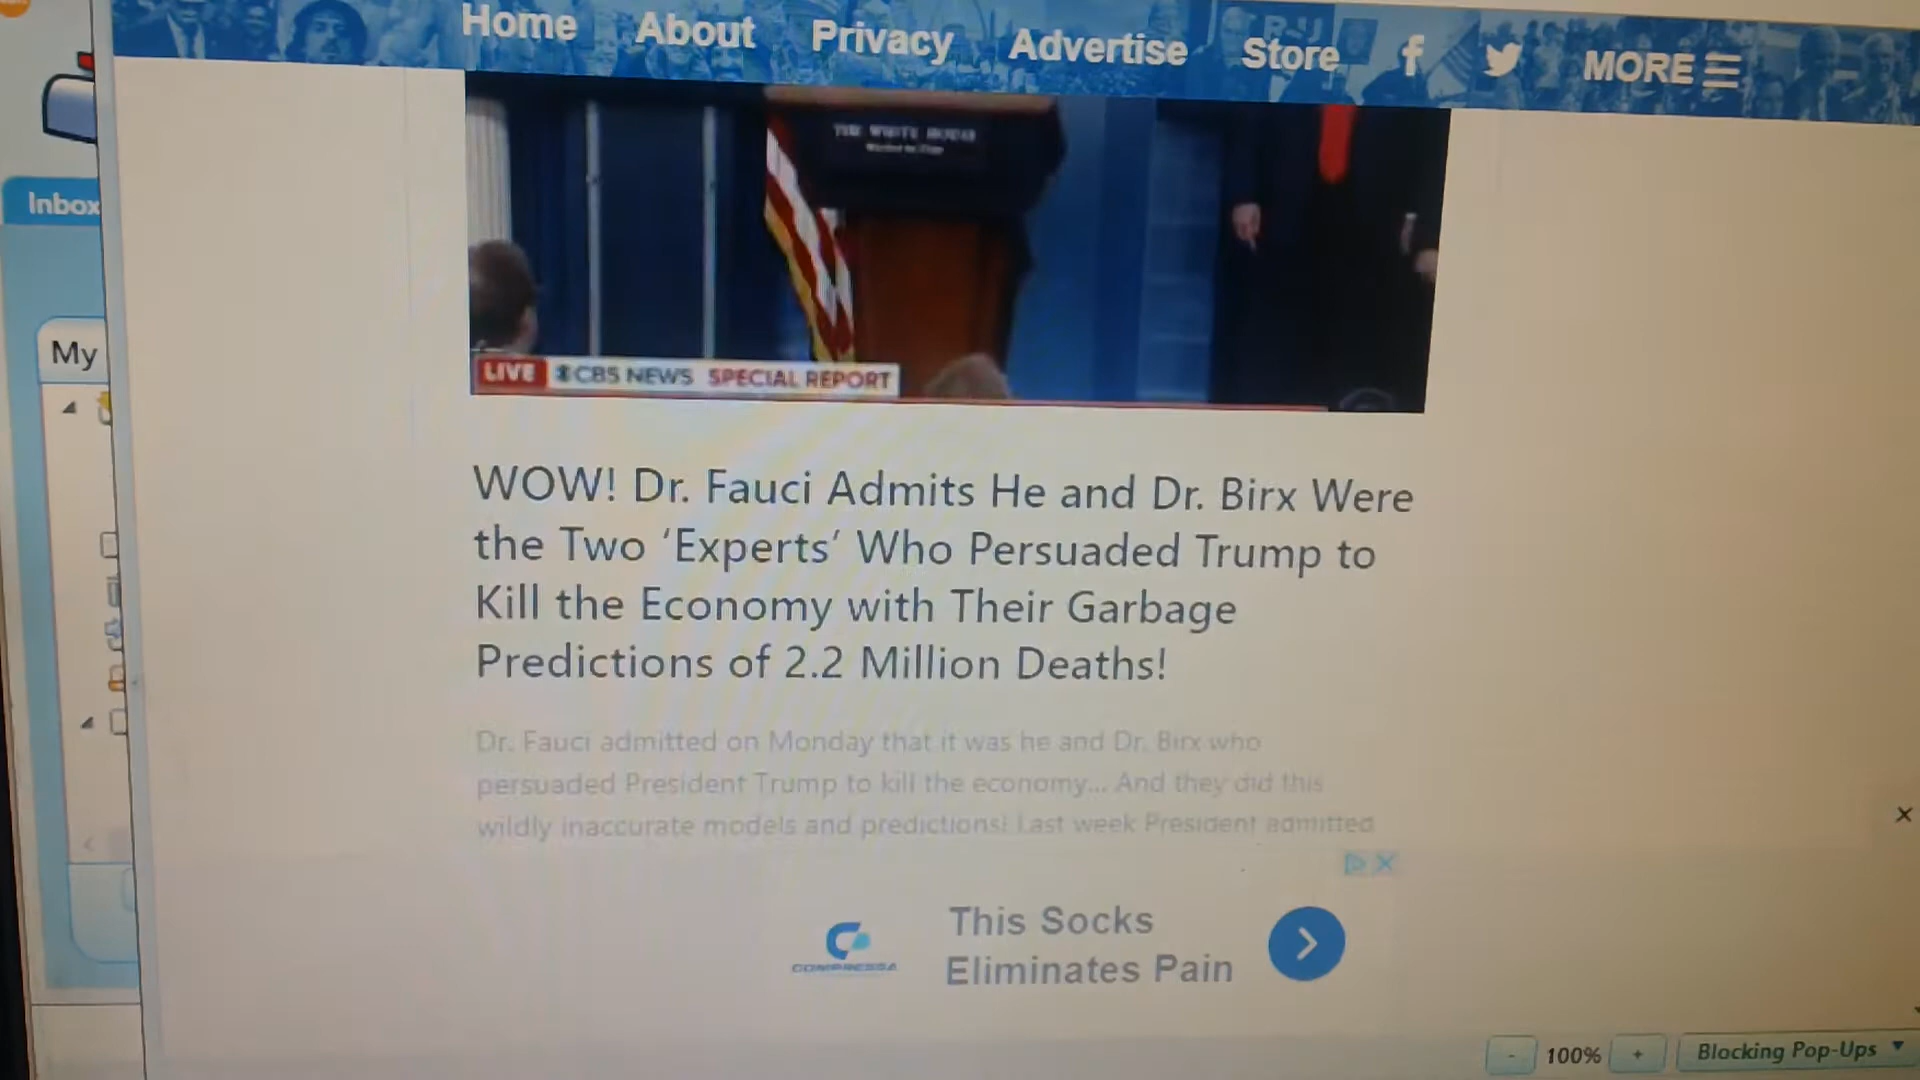 Home About Privacy Advertise Store MORE
THE WHITE HOUSE
Inbox
My
LIVE CBS NEWS SPECIAL REPORT
WOW! Dr. Fauci Admits He and Dr. Birx Were
the Two ‘Experts’ Who Persuaded Trump to
Kill the Economy with Their Garbage
Predictions of 2.2 Million Deaths!
Dr. Fauci admitted on Monday that it was he and Dr. Birx who
persuaded President Trump to kill the economy... And they did this
wildly inaccurate models and predictions! Last week President admitted
This Socks
Eliminates Pain
COMPRESSA
- 100% + Blocking Pop-Ups